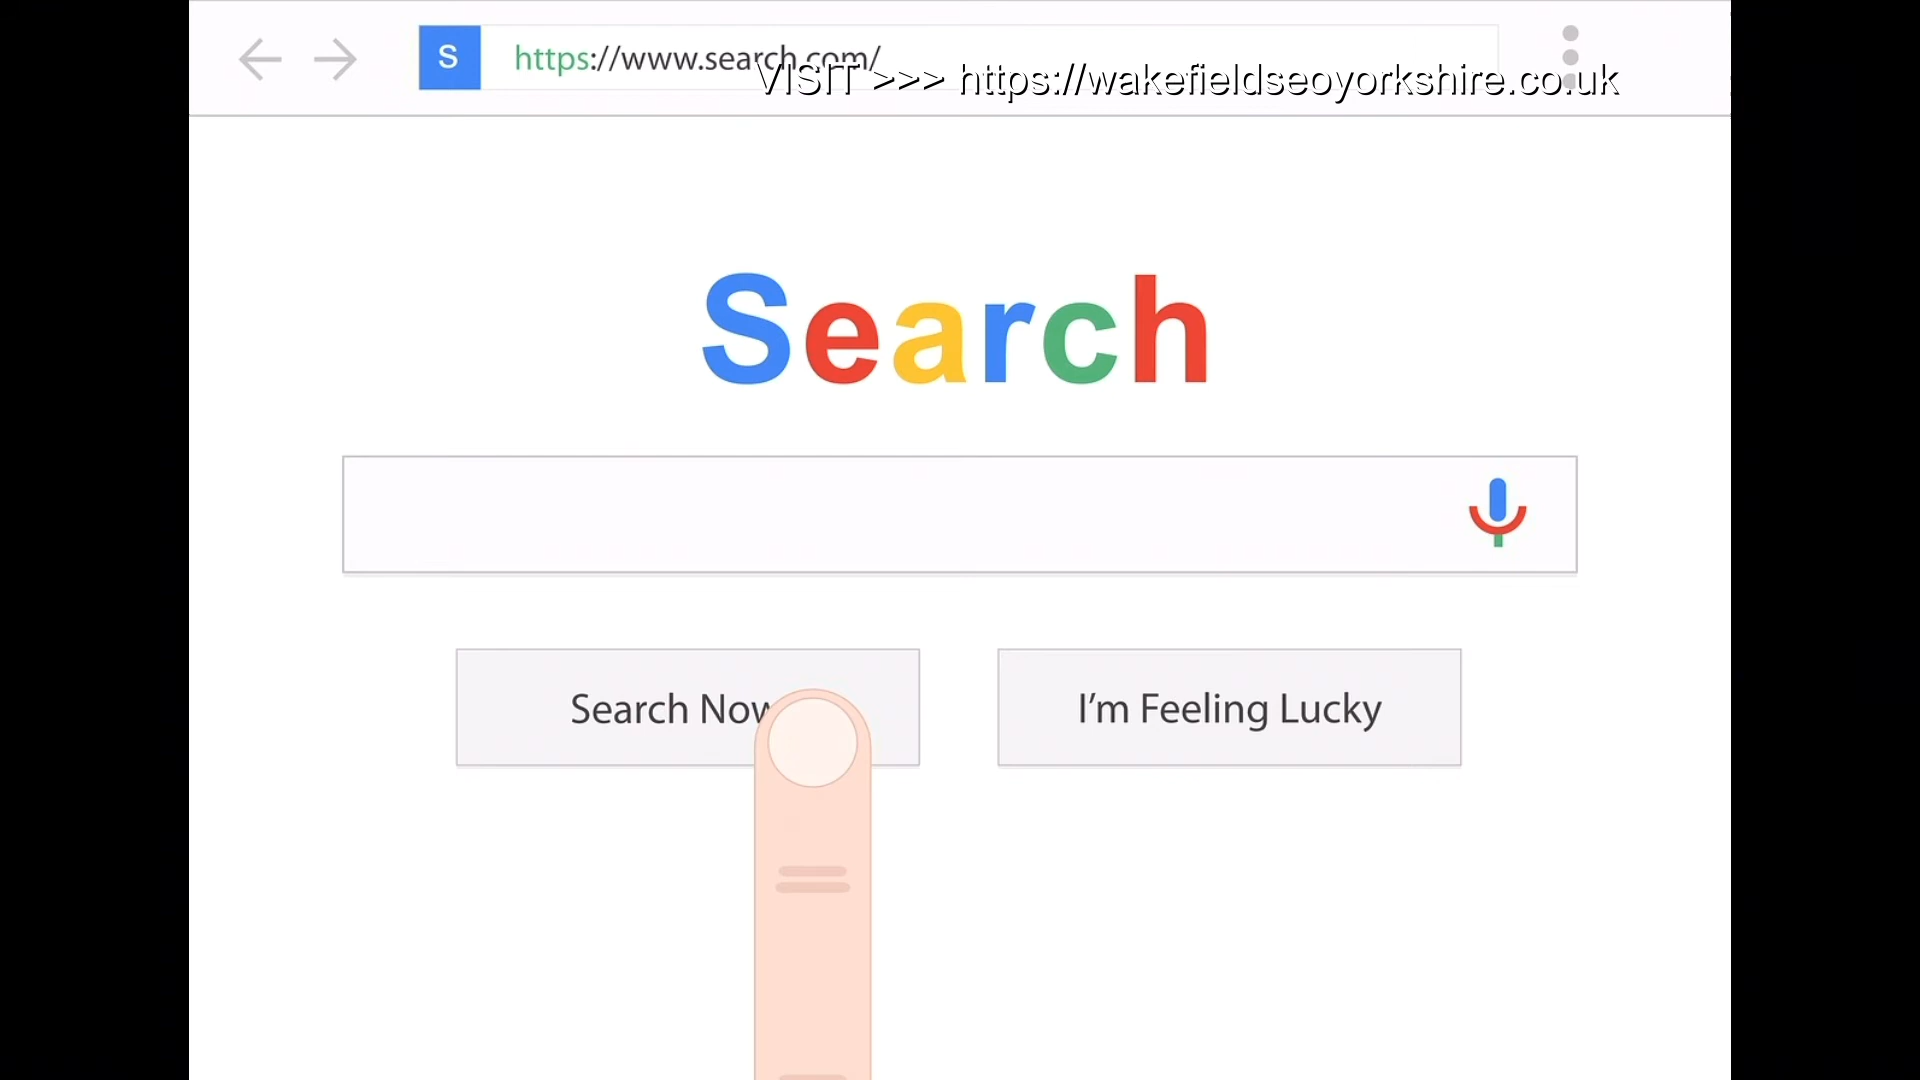 S
https://www.search.com/
VISIT >>> https://wakefieldseoyorkshire.co.uk
Search
Search Now
I’m Feeling Lucky